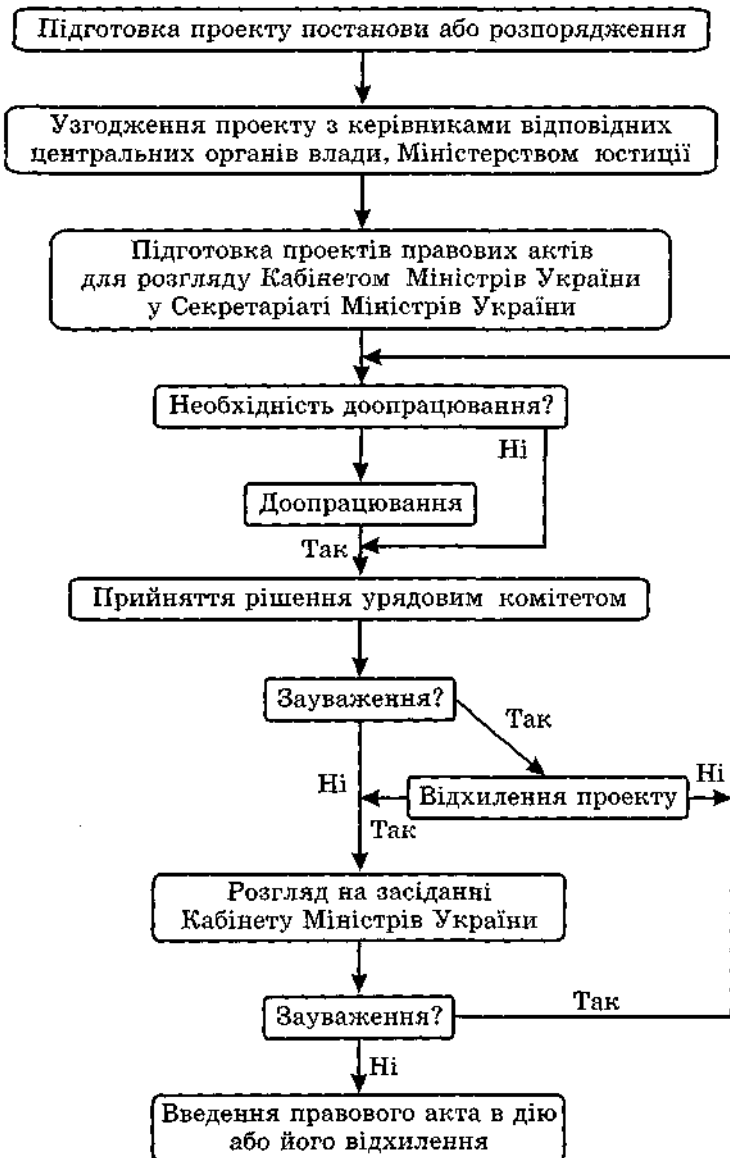 Підготовка проекту постанови або розпорядження
Узгодження проекту з керівниками відповідних
центральних органів влади, Міністерством юстиції
Підготовка проектів правових актів
для розгляду Кабінетом Міністрів України
у Секретаріаті Міністрів України
Необхідність доопрацювання?
Ні
Доопрацювання
Так
Прийняття рішення урядовим комітетом
Зауваження?
Так
Ні
Відхилення проекту
Ні
Так
Розгляд на засіданні
Кабінету Міністрів України
Зауваження?
Так
Ні
Введення правового акта в дію
або його відхилення